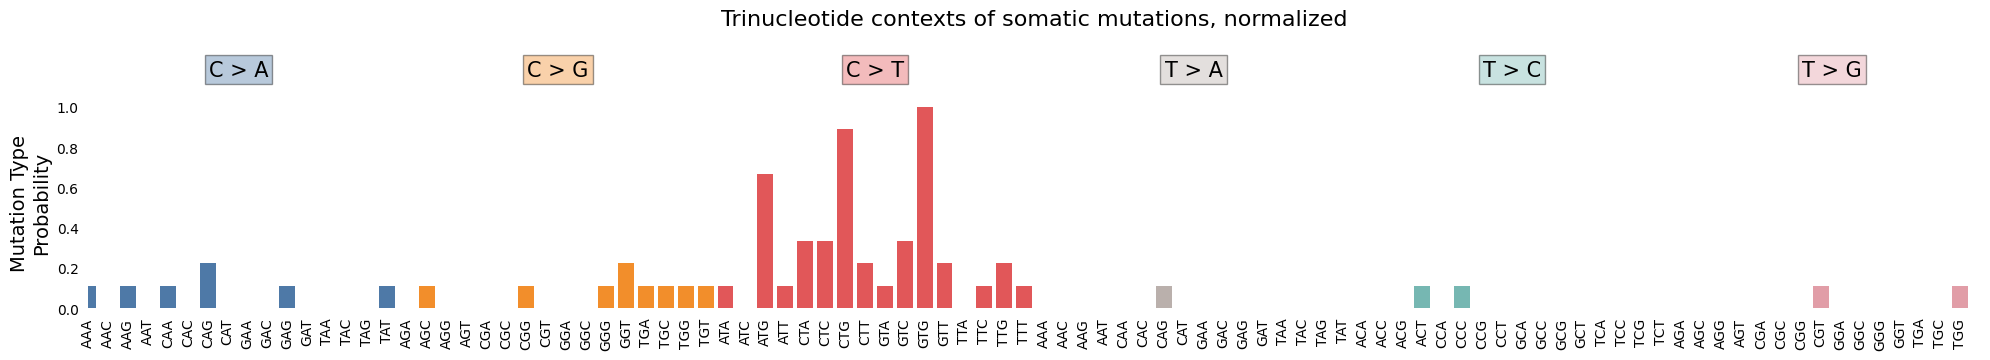 Trinucleotide contexts of somatic mutations, normalized
C > A C > G C > T T > A T > C T > G
Mutation Type
Probability
1.0
0.8
0.6
0.4
0.2
0.0
AAA AAC AAG AAT CAA CAC CAG CAT GAA GAC GAG GAT TAA TAC TAG TAT AGA AGC AGG AGT CGA CGC CGG CGT GGA GGC GGG GGT TGA TGC TGG TGT ATA ATC ATG ATT CTA CTC CTG CTT GTA GTC GTG GTT TTA TTC TTG TTT AAA AAC AAG AAT CAA CAC CAG CAT GAA GAC GAG GAT TAA TAC TAG TAT ACA ACC ACG ACT CCA CCC CCG CCT GCA GCC GCG GCT TCA TCC TCG TCT AGA AGC AGG AGT CGA CGC CGG CGT GGA GGC GGG GGT TGA TGC TGG